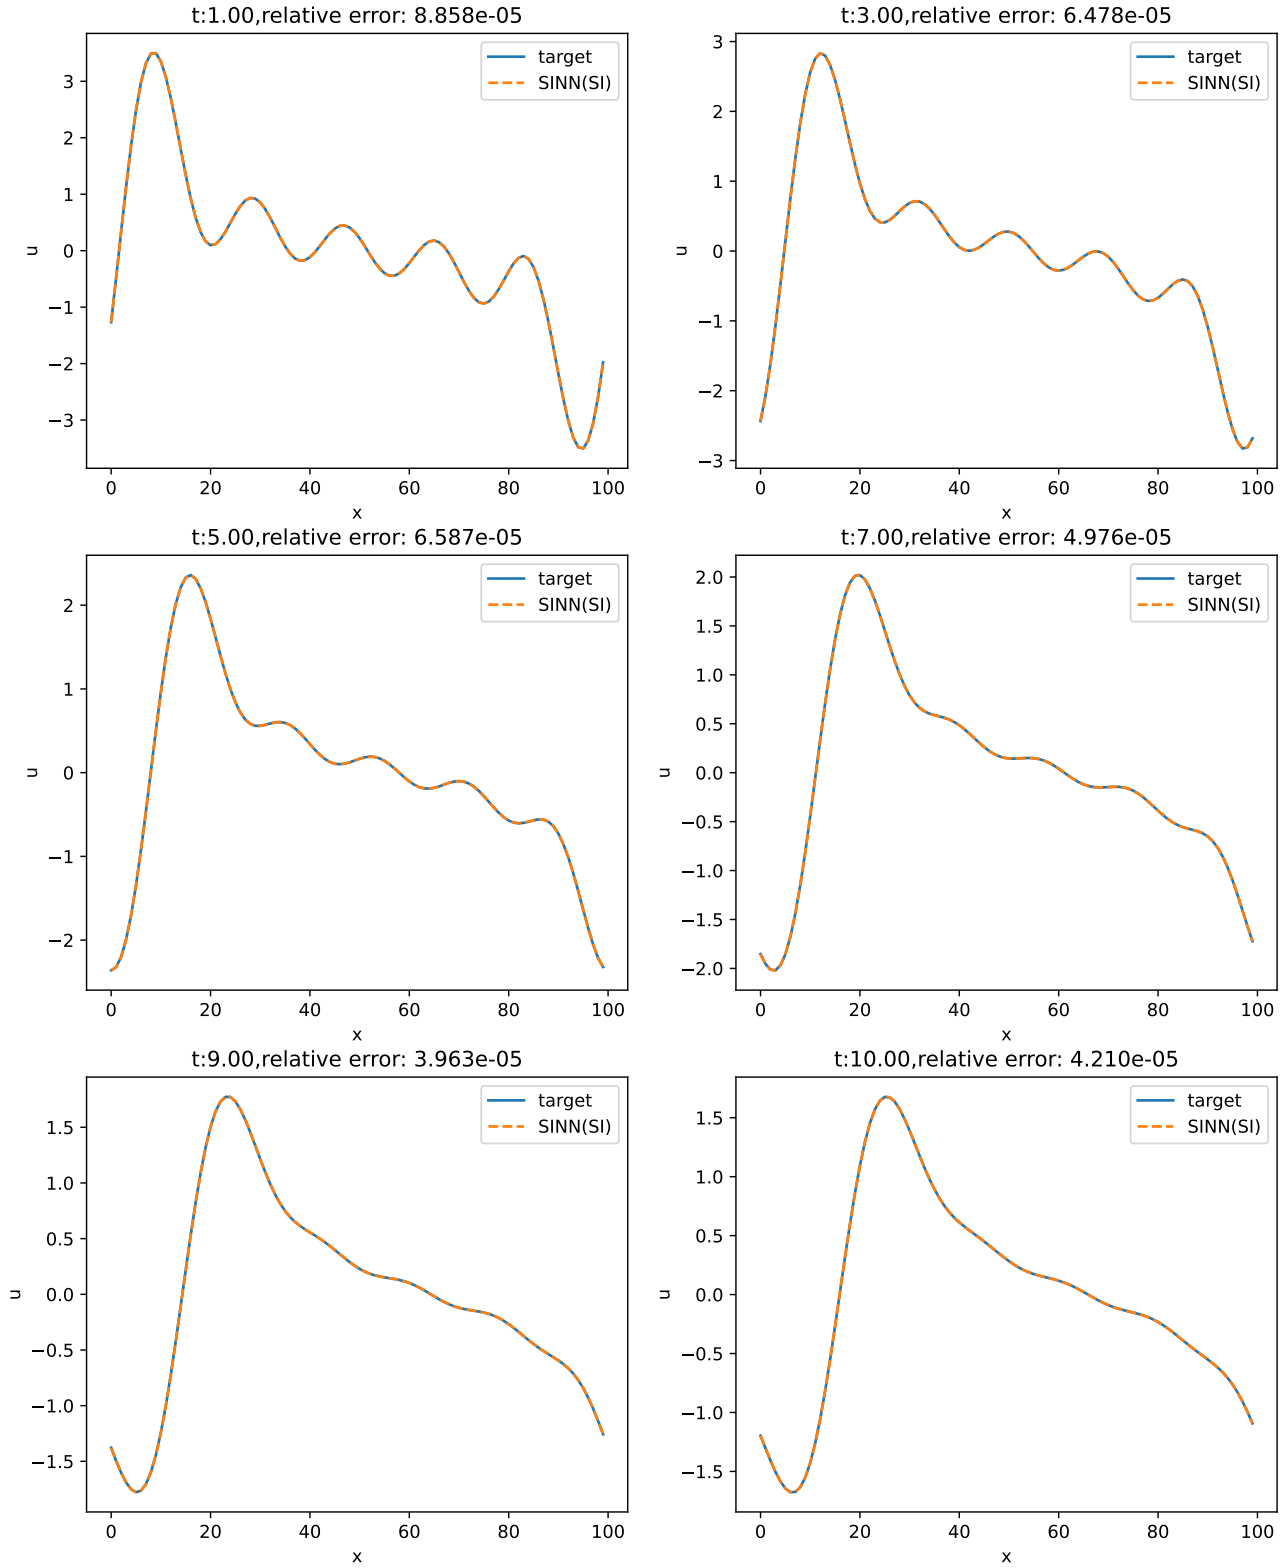 t:1.00,relative error: 8.858e-05
target
SINN(SI)
3
2
1
0
−1
−2
−3
u
0 20 40 60 80 100
x
t:3.00,relative error: 6.478e-05
target
SINN(SI)
3
2
1
0
−1
−2
−3
u
0 20 40 60 80 100
x
t:5.00,relative error: 6.587e-05
target
SINN(SI)
2
1
0
−1
−2
u
0 20 40 60 80 100
x
t:7.00,relative error: 4.976e-05
target
SINN(SI)
2.0
1.5
1.0
0.5
0.0
−0.5
−1.0
−1.5
−2.0
u
0 20 40 60 80 100
x
t:9.00,relative error: 3.963e-05
target
SINN(SI)
1.5
1.0
0.5
0.0
−0.5
−1.0
−1.5
u
0 20 40 60 80 100
x
t:10.00,relative error: 4.210e-05
target
SINN(SI)
1.5
1.0
0.5
0.0
−0.5
−1.0
−1.5
u
0 20 40 60 80 100
x